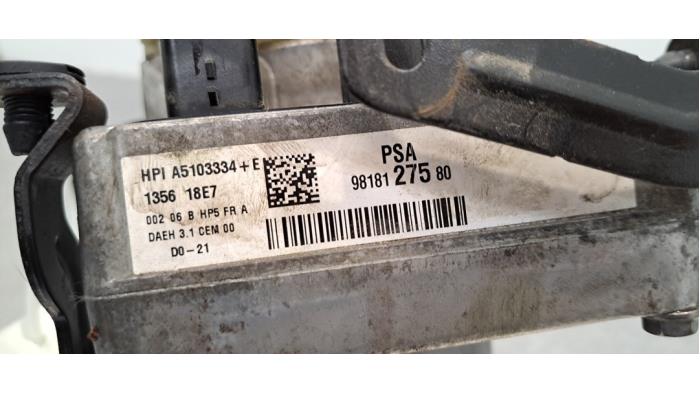 HPI A5103334+E
1356 18E7
002 06 B HP5 FR A
DAEH 3.1 CEM 00
D0-21
PSA
98181 275 80